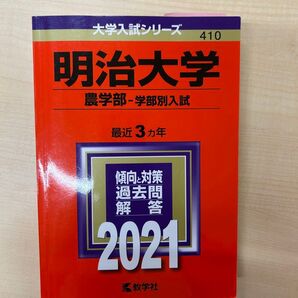 大学入試シリーズ
410
明治大学
農学部-学部別入試
最近3ヵ年
傾向と対策
過去問
解答
2021
教学社